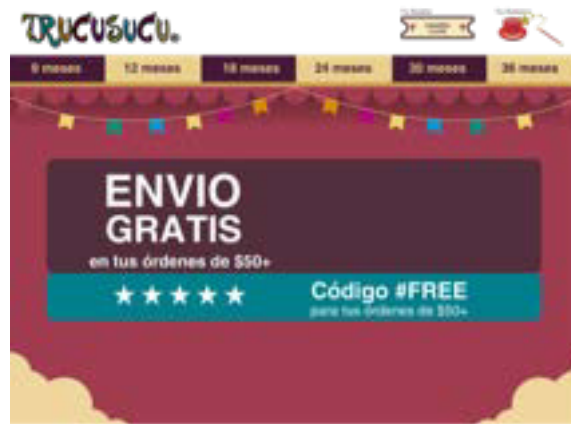 TRUCUSUCU.
9 meses
12 meses
18 meses
24 meses
30 meses
36 meses
ENVIO
GRATIS
en tus órdenes de $50+
Código #FREE
para tus órdenes de $50+